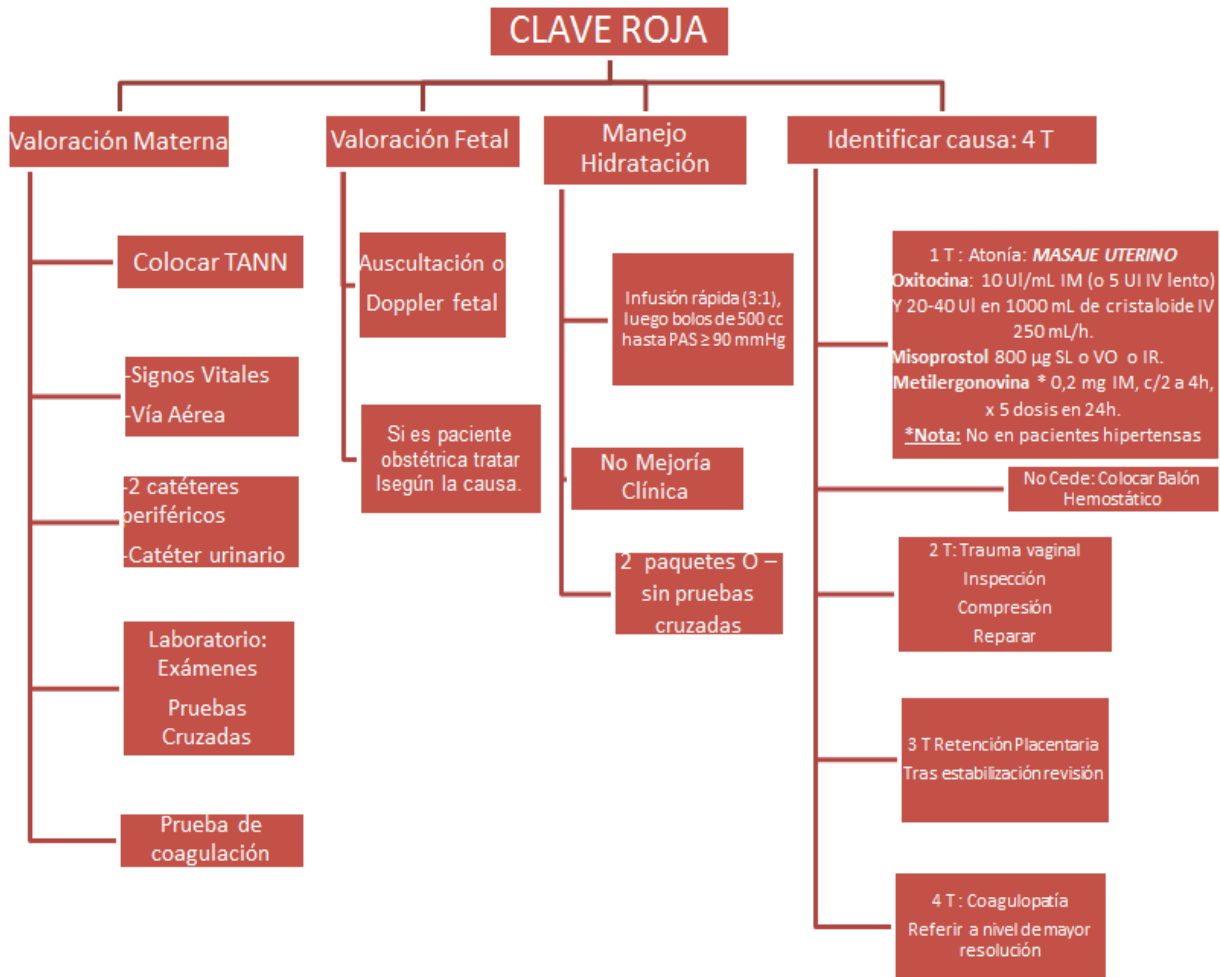 CLAVE ROJA
Valoración Materna
Colocar TANN
-Signos Vitales
-Vía Aérea
-2 catéteres
periféricos
-Catéter urinario
Laboratorio:
Exámenes
Pruebas
Cruzadas
Prueba de
coagulación
Valoración Fetal
Auscultación o
Doppler fetal
Si es paciente
obstétrica tratar
lsegún la causa.
Manejo
Hidratación
Infusión rápida (3:1),
luego bolos de 500 cc
hasta PAS ≥ 90 mmHg
No Mejoría
Clínica
2 paquetes O –
sin pruebas
cruzadas
Identificar causa: 4 T
1 T : Atonía: MASAJE UTERINO
Oxitocina: 10 UI/mL IM (o 5 UI IV lento)
Y 20-40 UI en 1000 mL de cristaloide IV
250 mL/h.
Misoprostol 800 µg SL o VO o IR.
Metilergonovina * 0,2 mg IM, c/2 a 4h,
x 5 dosis en 24h.
*Nota: No en pacientes hipertensas
No Cede: Colocar Balón
Hemostático
2 T: Trauma vaginal
Inspección
Compresión
Reparar
3 T Retención Placentaria
Tras estabilización revisión
4 T : Coagulopatía
Referir a nivel de mayor
resolución